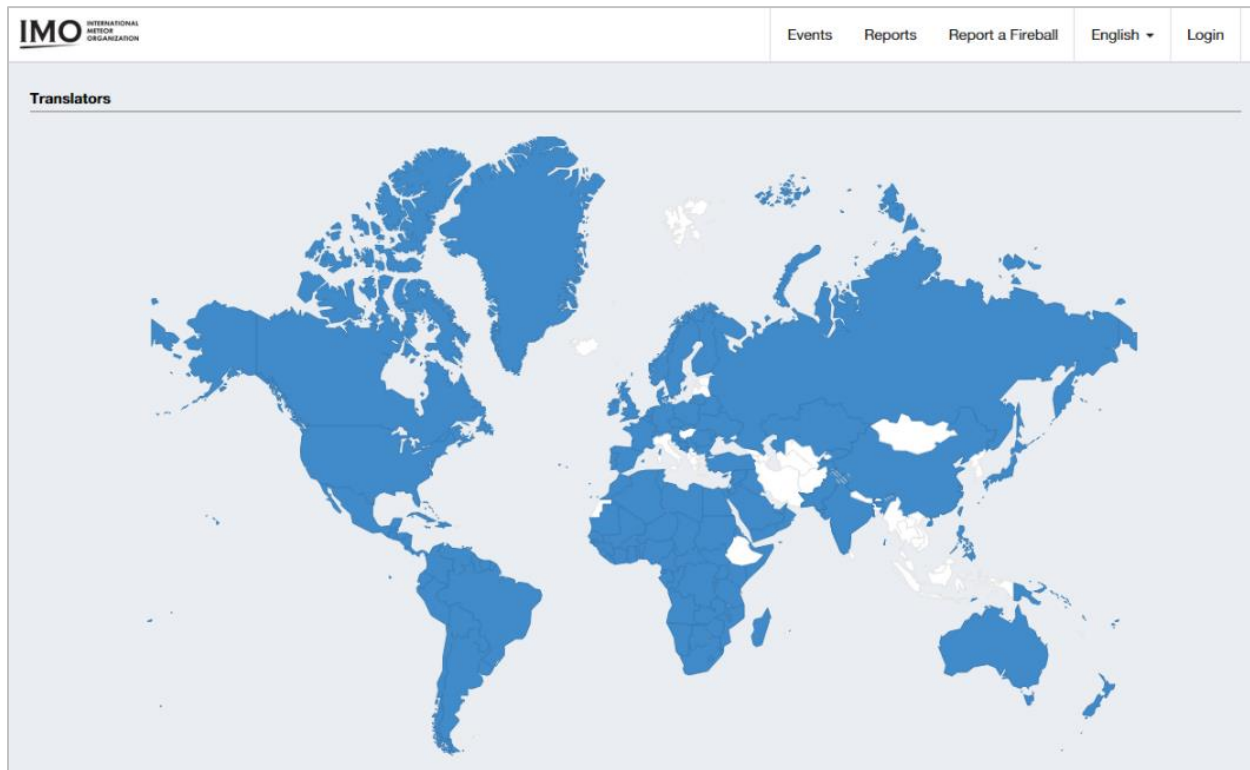 IMO INTERNATIONAL
METEOR
ORGANIZATION
Events Reports Report a Fireball English Login
Translators